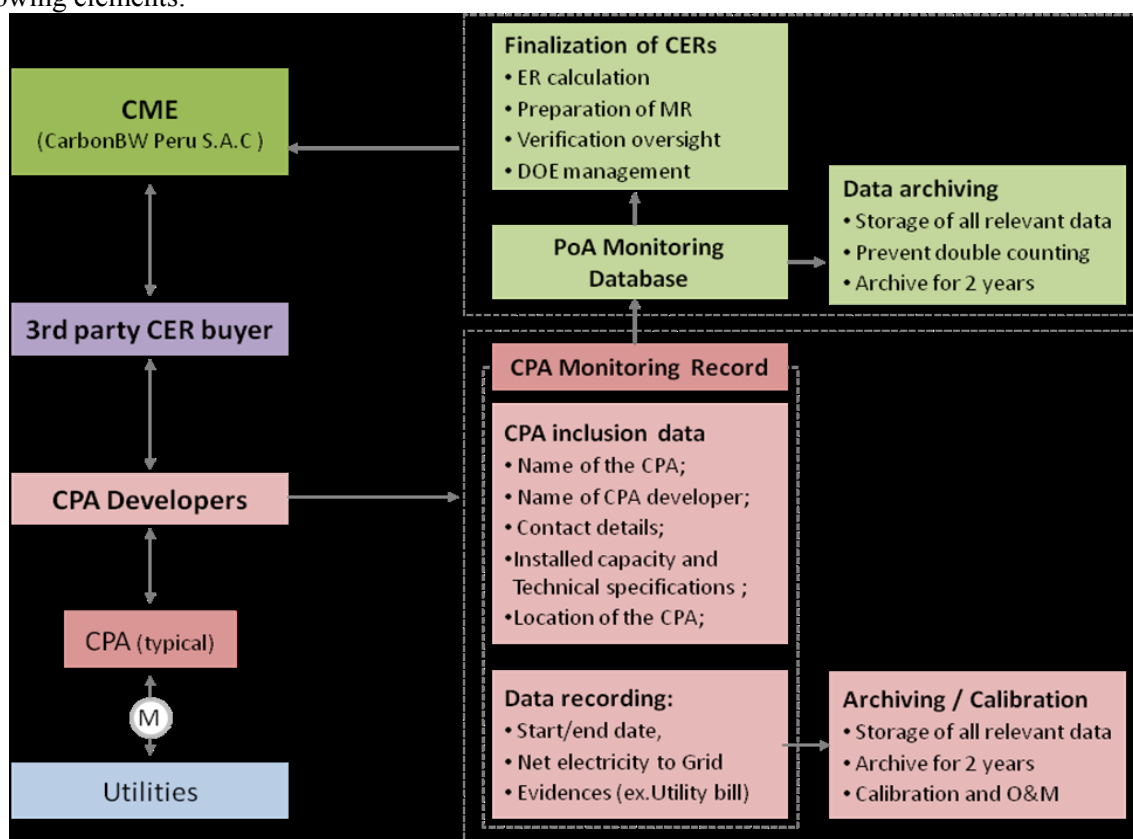 owing elements:
CME
(CarbonBW Peru S.A.C )
3rd party CER buyer
CPA Developers
CPA (typical)
M
Utilities
Finalization of CERs
• ER calculation
• Preparation of MR
• Verification oversight
• DOE management
PoA Monitoring
Database
Data archiving
• Storage of all relevant data
• Prevent double counting
• Archive for 2 years
CPA Monitoring Record
CPA inclusion data
• Name of the CPA;
• Name of CPA developer;
• Contact details;
• Installed capacity and
Technical specifications ;
• Location of the CPA;
Data recording:
• Start/end date,
• Net electricity to Grid
• Evidences (ex.Utility bill)
Archiving / Calibration
• Storage of all relevant data
• Archive for 2 years
• Calibration and O&M